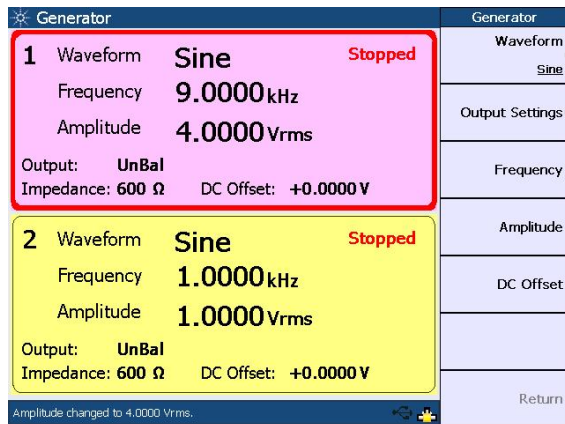 Generator
1 Waveform Sine Stopped
Frequency 9.0000 kHz
Amplitude 4.0000 Vrms
Output: UnBal
Impedance: 600 Ω DC Offset: +0.0000 V
2 Waveform Sine Stopped
Frequency 1.0000 kHz
Amplitude 1.0000 Vrms
Output: UnBal
Impedance: 600 Ω DC Offset: +0.0000 V
Amplitude changed to 4.0000 Vrms.
Generator
Waveform
Sine
Output Settings
Frequency
Amplitude
DC Offset
Return